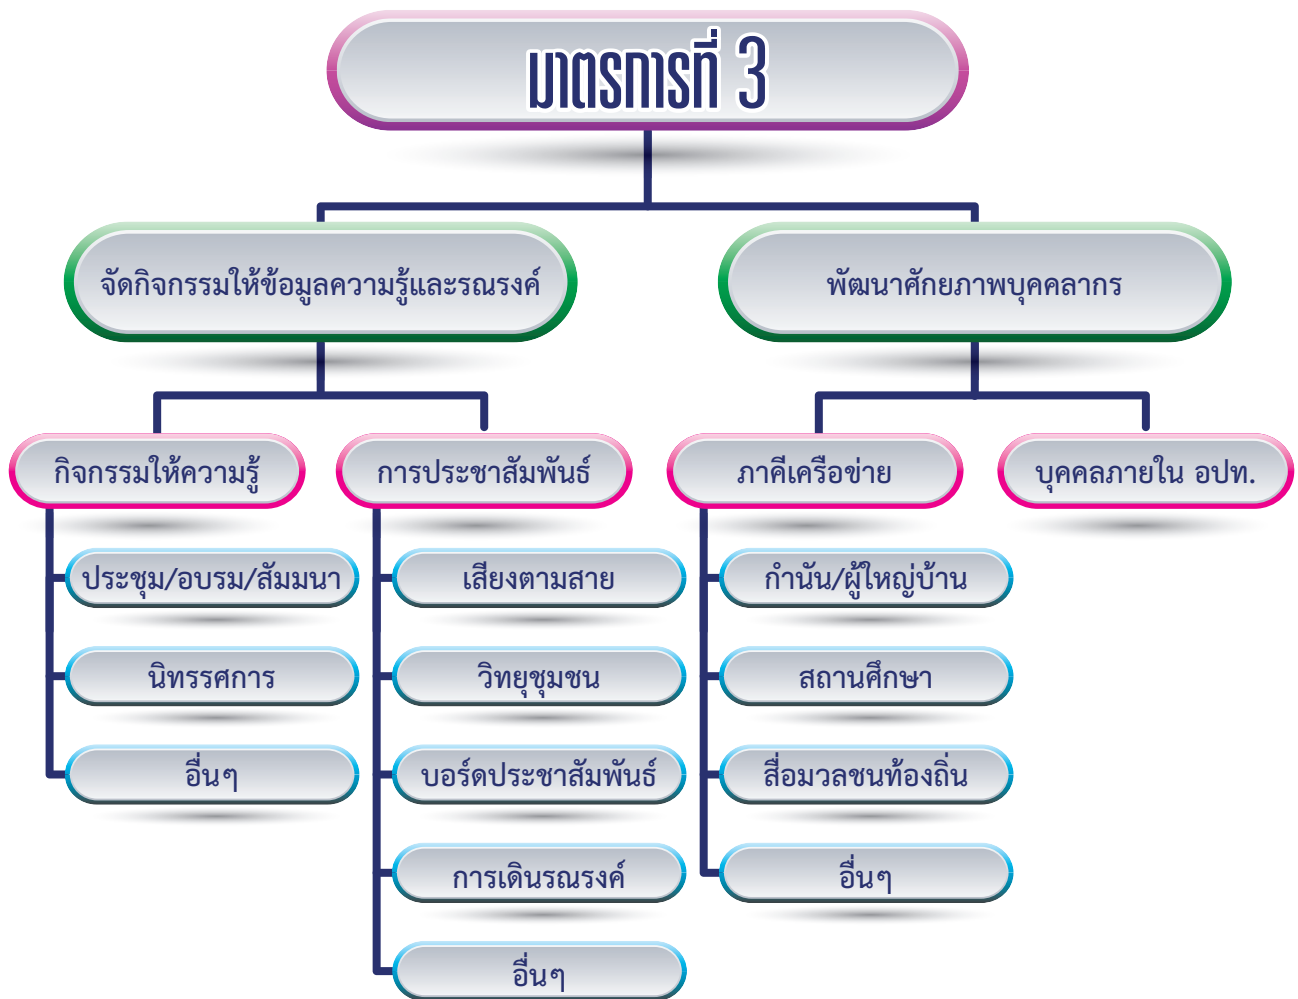 มาตรการที่ 3
จัดกิจกรรมให้ข้อมูลความรู้และรณรงค์
พัฒนาศักยภาพบุคคลากร
กิจกรรมให้ความรู้
การประชาสัมพันธ์
ภาคีเครือข่าย
บุคคลภายใน อปท.
ประชุม/อบรม/สัมมนา
เสียงตามสาย
กำนัน/ผู้ใหญ่บ้าน
นิทรรศการ
วิทยุชุมชน
สถานศึกษา
อื่นๆ
บอร์ดประชาสัมพันธ์
สื่อมวลชนท้องถิ่น
การเดินรณรงค์
อื่นๆ
อื่นๆ